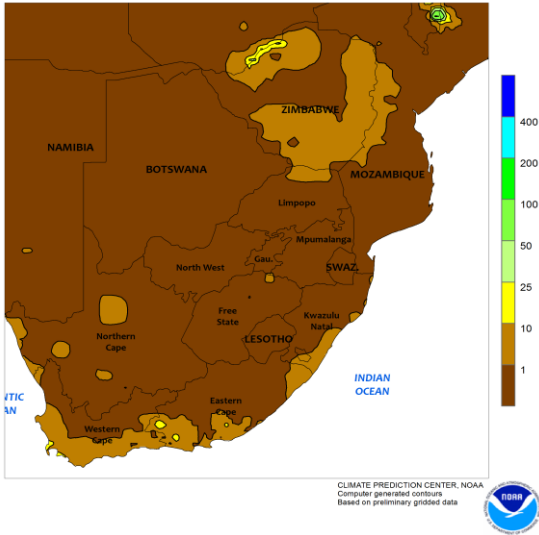 ZIMBABWE
NAMIBIA
BOTSWANA
MOZAMBIQUE
Limpopo
Mpumalanga
Gau.
SWAZ.
North West
Free
State
Kwazulu
Natal
Northern
Cape
LESOTHO
INDIAN
OCEAN
NTIC
AN
Eastern
Cape
Western
Cape
400
200
100
50
25
10
1
CLIMATE PREDICTION CENTER, NOAA
Computer generated contours
Based on preliminary gridded data
NOAA